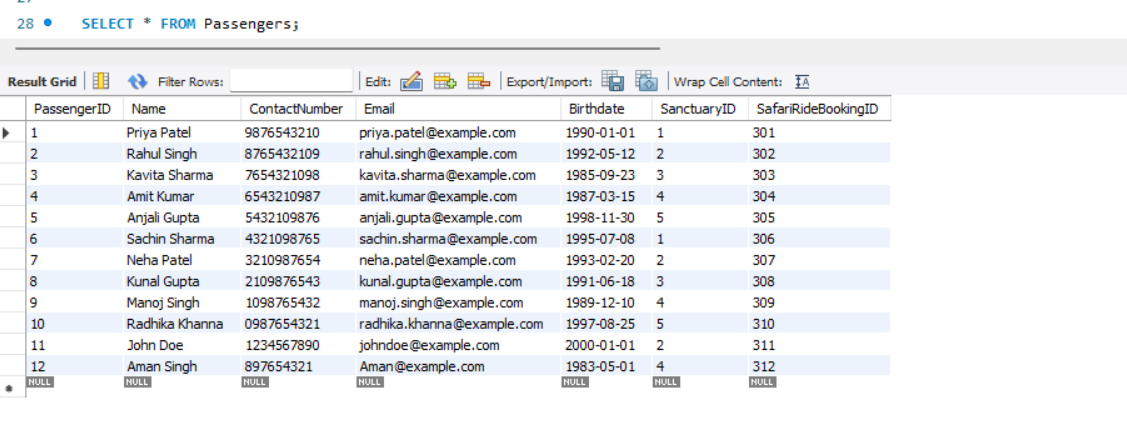 28 SELECT * FROM Passengers;
Result Grid Filter Rows: Edit: Export/Import: Wrap Cell Content: IA
PassengerID Name ContactNumber Email Birthdate SanctuaryID SafariRideBookingID
1 Priya Patel 9876543210 priya.patel@example.com 1990-01-01 1 301
2 Rahul Singh 8765432109 rahul.singh@example.com 1992-05-12 2 302
3 Kavita Sharma 7654321098 kavita.sharma@example.com 1985-09-23 3 303
4 Amit Kumar 6543210987 amit.kumar@example.com 1987-03-15 4 304
5 Anjali Gupta 5432109876 anjali.gupta@example.com 1998-11-30 5 305
6 Sachin Sharma 4321098765 sachin.sharma@example.com 1995-07-08 1 306
7 Neha Patel 3210987654 neha.patel@example.com 1993-02-20 2 307
8 Kunal Gupta 2109876543 kunal.gupta@example.com 1991-06-18 3 308
9 Manoj Singh 1098765432 manoj.singh@example.com 1989-12-10 4 309
10 Radhika Khanna 0987654321 radhika.khanna@example.com 1997-08-25 5 310
11 John Doe 1234567890 johndoe@example.com 2000-01-01 2 311
12 Aman Singh 897654321 Aman@example.com 1983-05-01 4 312
NULL NULL NULL NULL NULL NULL NULL